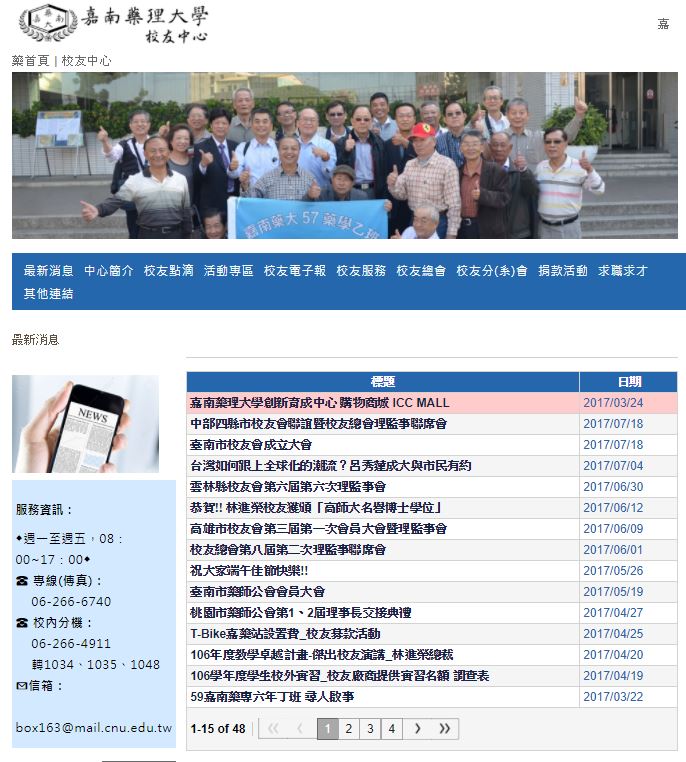 嘉南藥理大學
校友中心
嘉
藥首頁 | 校友中心
嘉南藥大57藥學乙班
最新消息 中心簡介 校友點滴 活動專區 校友電子報 校友服務 校友總會 校友分(系)會 捐款活動 求職求才
其他連結
最新消息
NEWS
服務資訊：
◆週一至週五，08：
00~17：00◆
☎ 專線(傳真)：
06-266-6740
☎ 校內分機：
06-266-4911
轉1034、1035、1048
✉信箱：
box163@mail.cnu.edu.tw
標題 日期
嘉南藥理大學創新育成中心 購物商城 ICC MALL 2017/03/24
中部四縣市校友會聯誼暨校友總會理監事聯席會 2017/07/18
臺南市校友會成立大會 2017/07/18
台灣如何跟上全球化的潮流？呂秀蓮成大與市民有約 2017/07/04
雲林縣校友會第六屆第六次理監事會 2017/06/30
恭賀!! 林進榮校友獲頒「高師大名譽博士學位」 2017/06/12
高雄市校友會第三屆第一次會員大會暨理監事會 2017/06/09
校友總會第八屆第二次理監事聯席會 2017/06/01
祝大家端午佳節快樂!! 2017/05/26
臺南市藥師公會會員大會 2017/05/19
桃園市藥師公會第1、2屆理事長交接典禮 2017/04/27
T-Bike嘉藥站設置費_校友募款活動 2017/04/25
106年度教學卓越計畫-傑出校友演講_林進榮總裁 2017/04/20
106學年度學生校外實習_校友廠商提供實習名額 調查表 2017/04/19
59嘉南藥專六年丁班 尋人啟事 2017/03/22
1-15 of 48 1 2 3 4